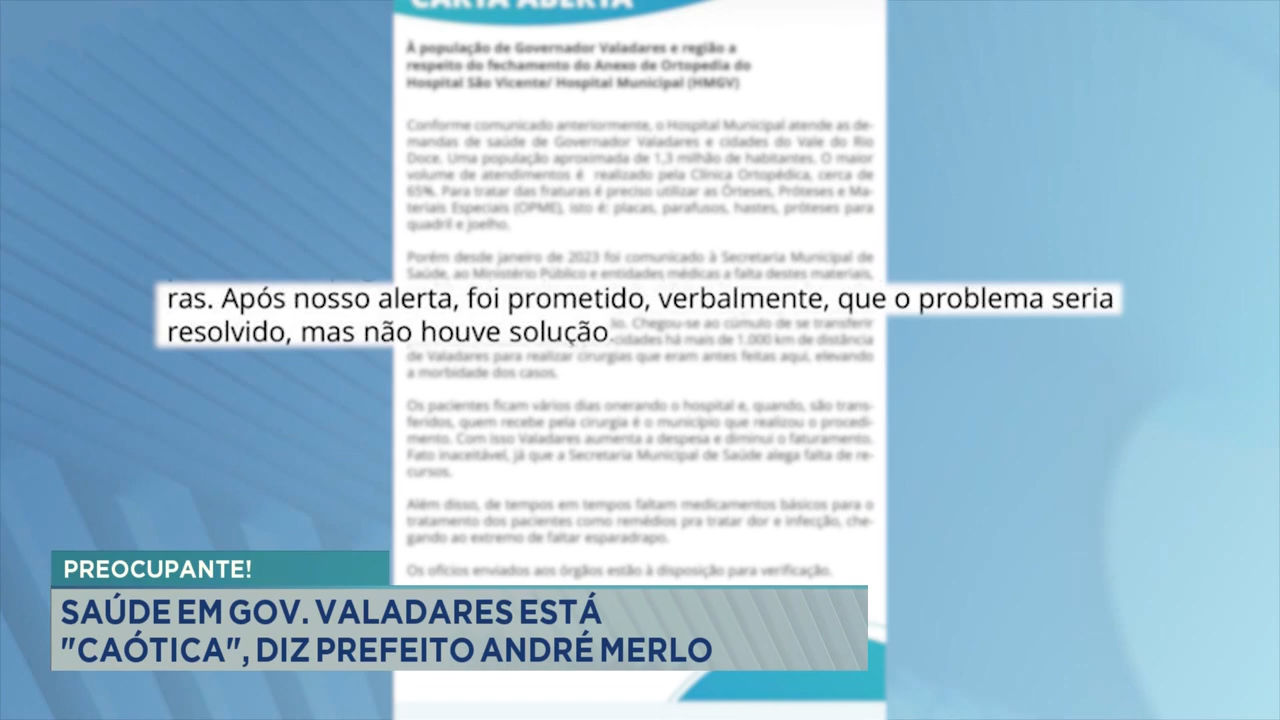 CARTA ABERTA
À população de Governador Valadares e região a
respeito do fechamento do Anexo de Ortopedia do
Hospital São Vicente/ Hospital Municipal (HMGV)
Conforme comunicado anteriormente, o Hospital Municipal atende as de-
mandas de saúde de Governador Valadares e cidades do Vale do Rio
Doce. Uma população aproximada de 1,3 milhão de habitantes. O maior
volume de atendimentos é realizado pela Clínica Ortopédica, cerca de
65%. Para tratar das fraturas é preciso utilizar as Órteses, Próteses e Ma-
teriais Especiais (OPME), isto é: placas, parafusos, hastes, próteses para
quadril e joelho.
Porém desde janeiro de 2023 foi comunicado à Secretaria Municipal de
Saúde, ao Ministério Público e entidades médicas a falta destes materiais,
ras. Após nosso alerta, foi prometido, verbalmente, que o problema seria
resolvido, mas não houve solução.
Chegou-se ao cúmulo de se transferir
cidades há mais de 1.000 km de distância
de Valadares para realizar cirurgias que eram antes feitas aqui, elevando
a morbidade dos casos.
Os pacientes ficam vários dias onerando o hospital e, quando, são trans-
feridos, quem recebe pela cirurgia é o município que realizou o procedi-
mento. Com isso Valadares aumenta a despesa e diminui o faturamento.
Fato inaceitável, já que a Secretaria Municipal de Saúde alega falta de re-
cursos.
Além disso, de tempos em tempos faltam medicamentos básicos para o
tratamento dos pacientes como remédios pra tratar dor e infecção, che-
gando ao extremo de faltar esparadrapo.
Os ofícios enviados aos órgãos estão à disposição para verificação.
PREOCUPANTE!
SAÚDE EM GOV. VALADARES ESTÁ
"CAÓTICA", DIZ PREFEITO ANDRÉ MERLO